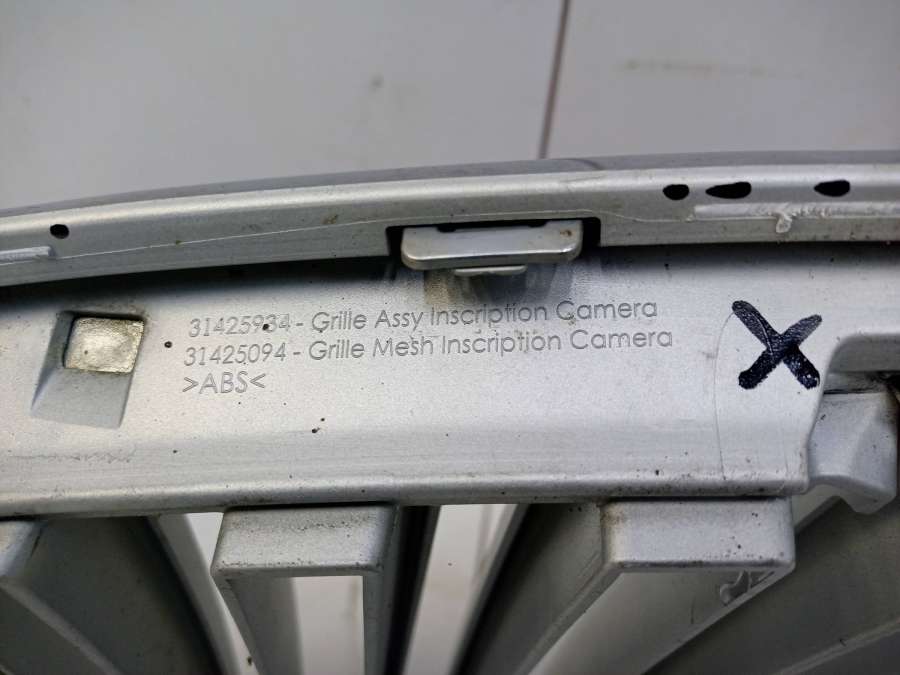 31425934 - Grille Assy Inscription Camera
31425094 - Grille Mesh Inscription Camera
>ABS<
X